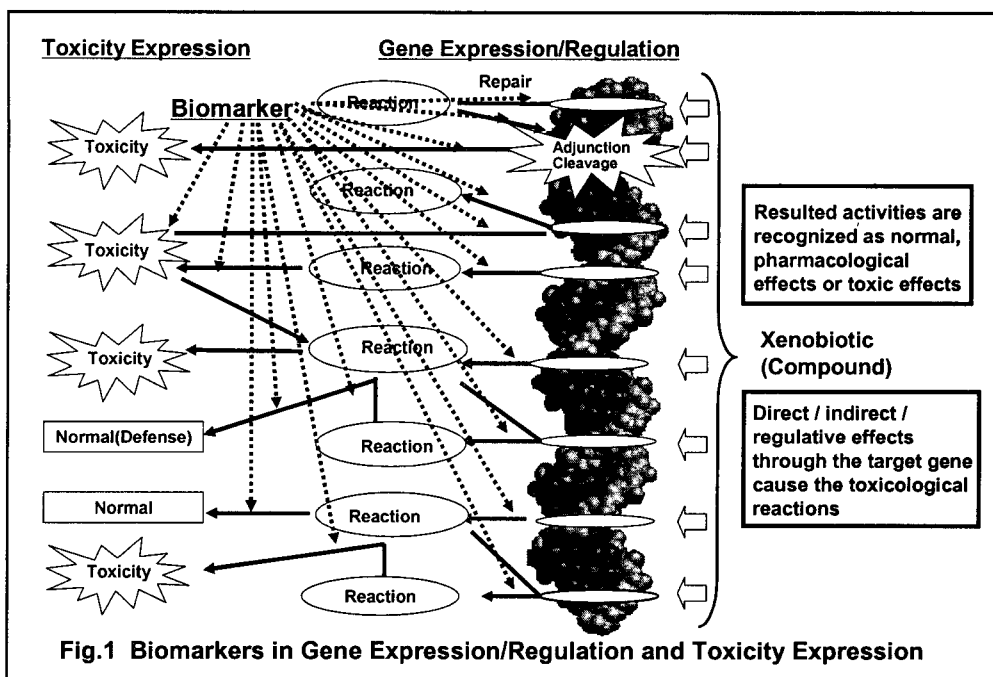 Toxicity Expression
Gene Expression/Regulation
Repair
Reaction
Biomarker
Toxicity
Adjunction
Cleavage
Reaction
Toxicity
Reaction
Reaction
Toxicity
Normal(Defense)
Reaction
Normal
Reaction
Toxicity
Reaction
Resulted activities are
recognized as normal,
pharmacological
effects or toxic effects
Xenobiotic
(Compound)
Direct / indirect /
regulative effects
through the target gene
cause the toxicological
reactions
Fig.1 Biomarkers in Gene Expression/Regulation and Toxicity Expression